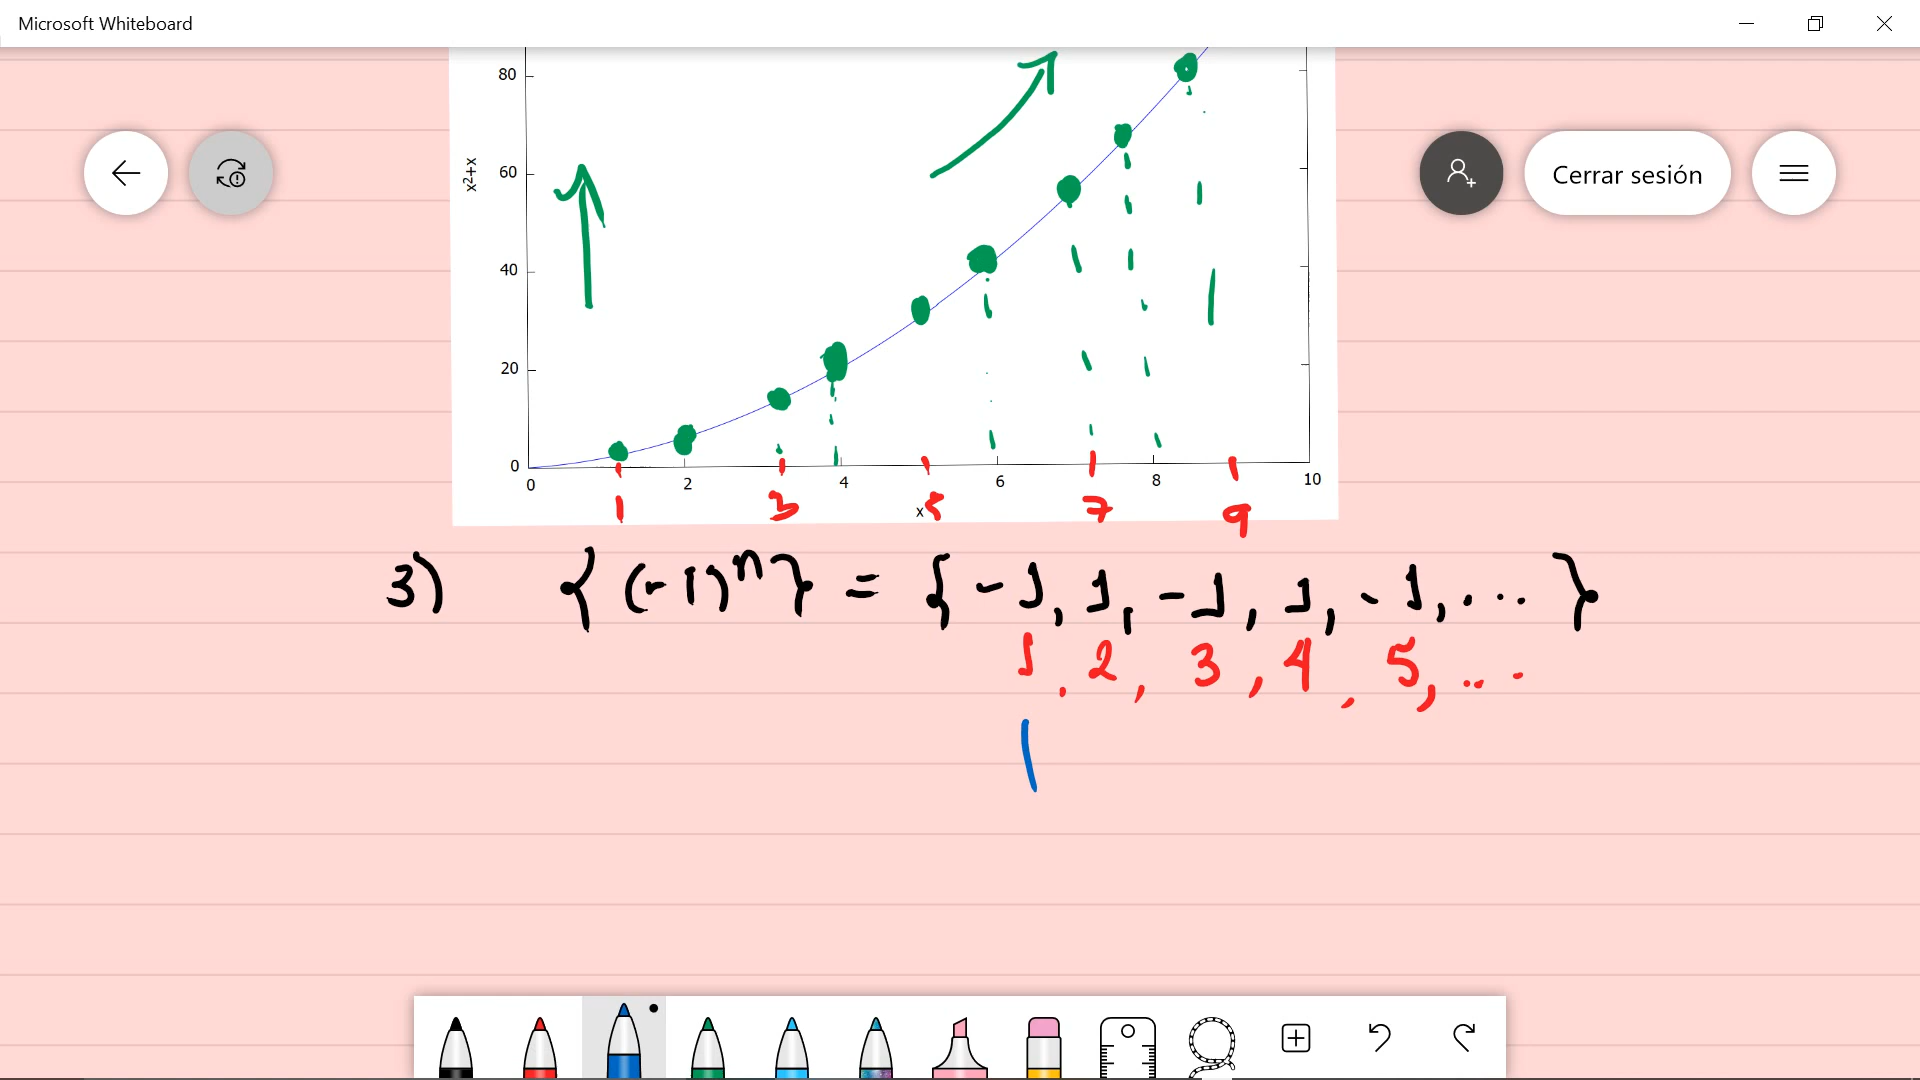 Microsoft Whiteboard
80
60
40
20
0
x²+x
Cerrar sesión
0 2 4 6 8 10
x
1 3 5 7 9
3) {(-1)ⁿ} = {-1, 1, -1, 1, -1, ... }
1, 2, 3, 4, 5, ...